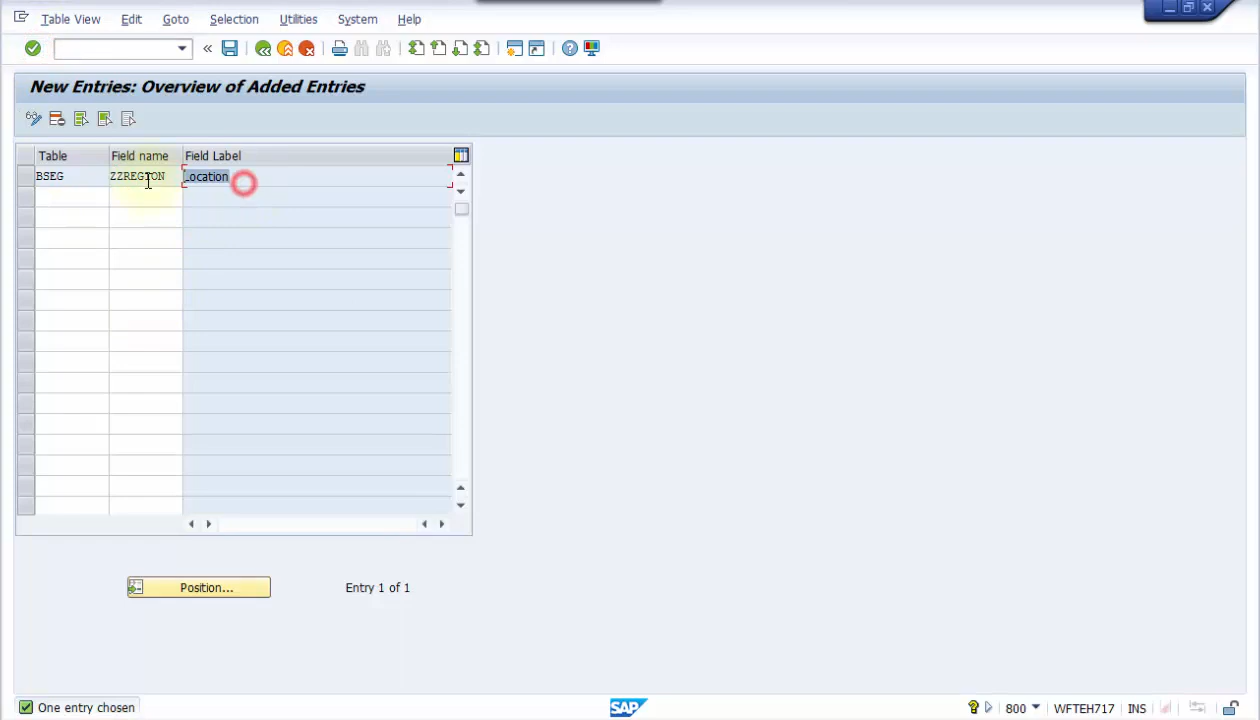 Table View Edit Goto Selection Utilities System Help
New Entries: Overview of Added Entries
Table Field name Field Label
BSEG ZZREGION Location
Position... Entry 1 of 1
One entry chosen SAP 800 WFTEH717 INS